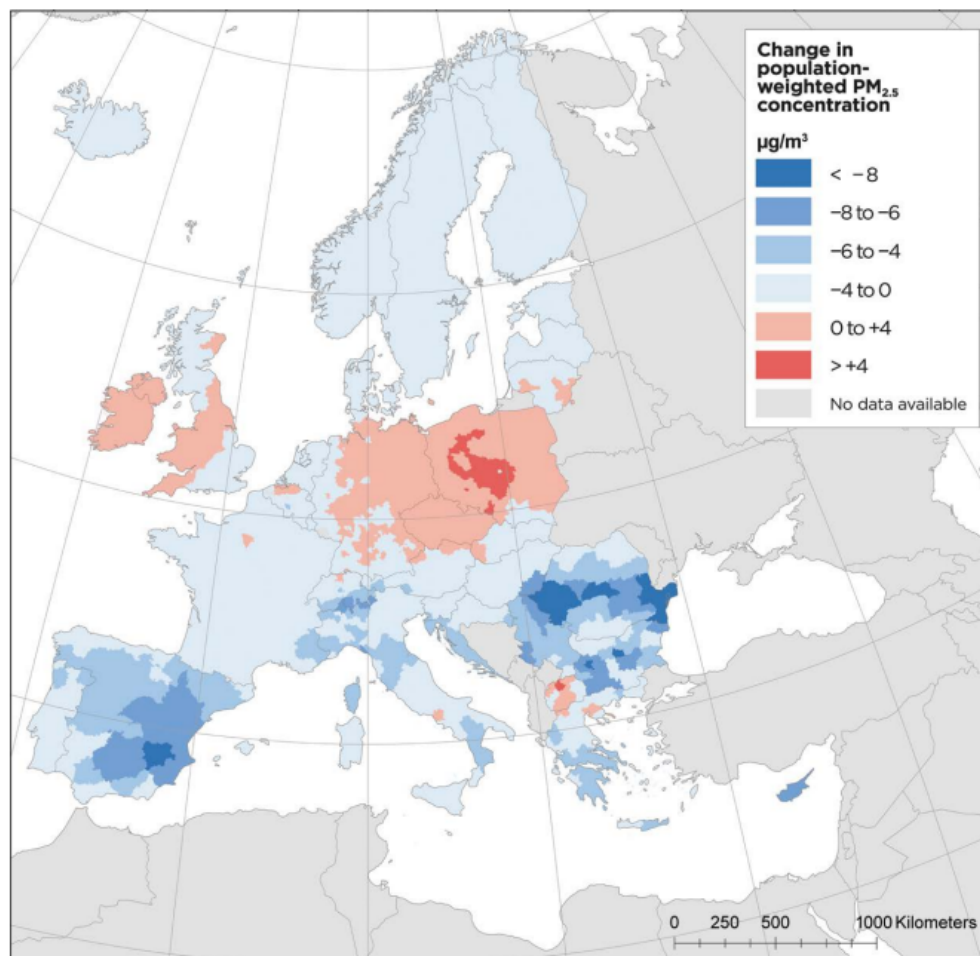 Change in
population-
weighted PM₂.₅
concentration
µg/m³
< −8
−8 to −6
−6 to −4
−4 to 0
0 to +4
> +4
No data available
0 250 500 1000 Kilometers